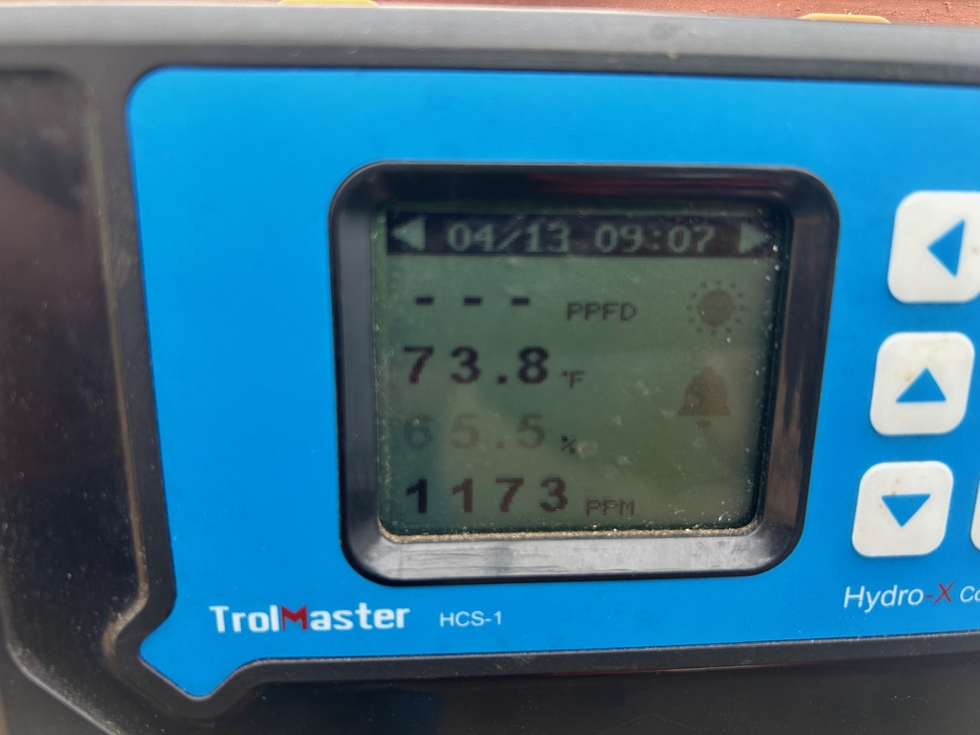 04/13 09:07
--- PPFD
73.8 °F
65.5 %
1173 PPM
TrolMaster HCS-1
Hydro-X